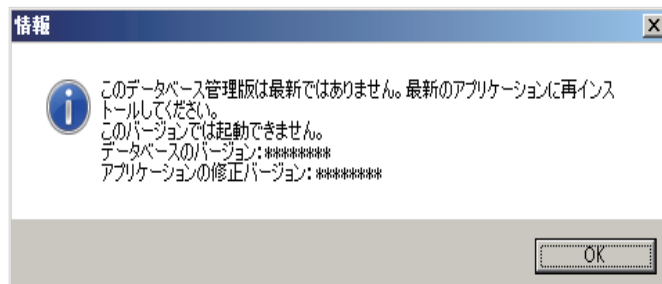 情報
このデータベース管理版は最新ではありません。最新のアプリケーションに再インス
トールしてください。
このバージョンでは起動できません。
データベースのバージョン：********
アプリケーションの修正バージョン：********
OK